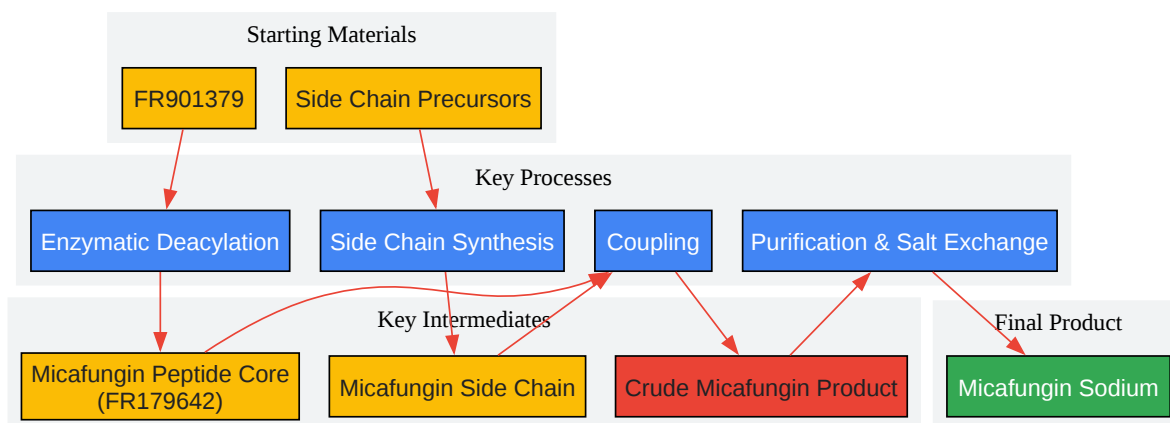 Starting Materials
FR901379
Side Chain Precursors
Key Processes
Enzymatic Deacylation
Side Chain Synthesis
Coupling
Purification & Salt Exchange
Key Intermediates
Final Product
Micafungin Peptide Core
(FR179642)
Micafungin Side Chain
Crude Micafungin Product
Micafungin Sodium